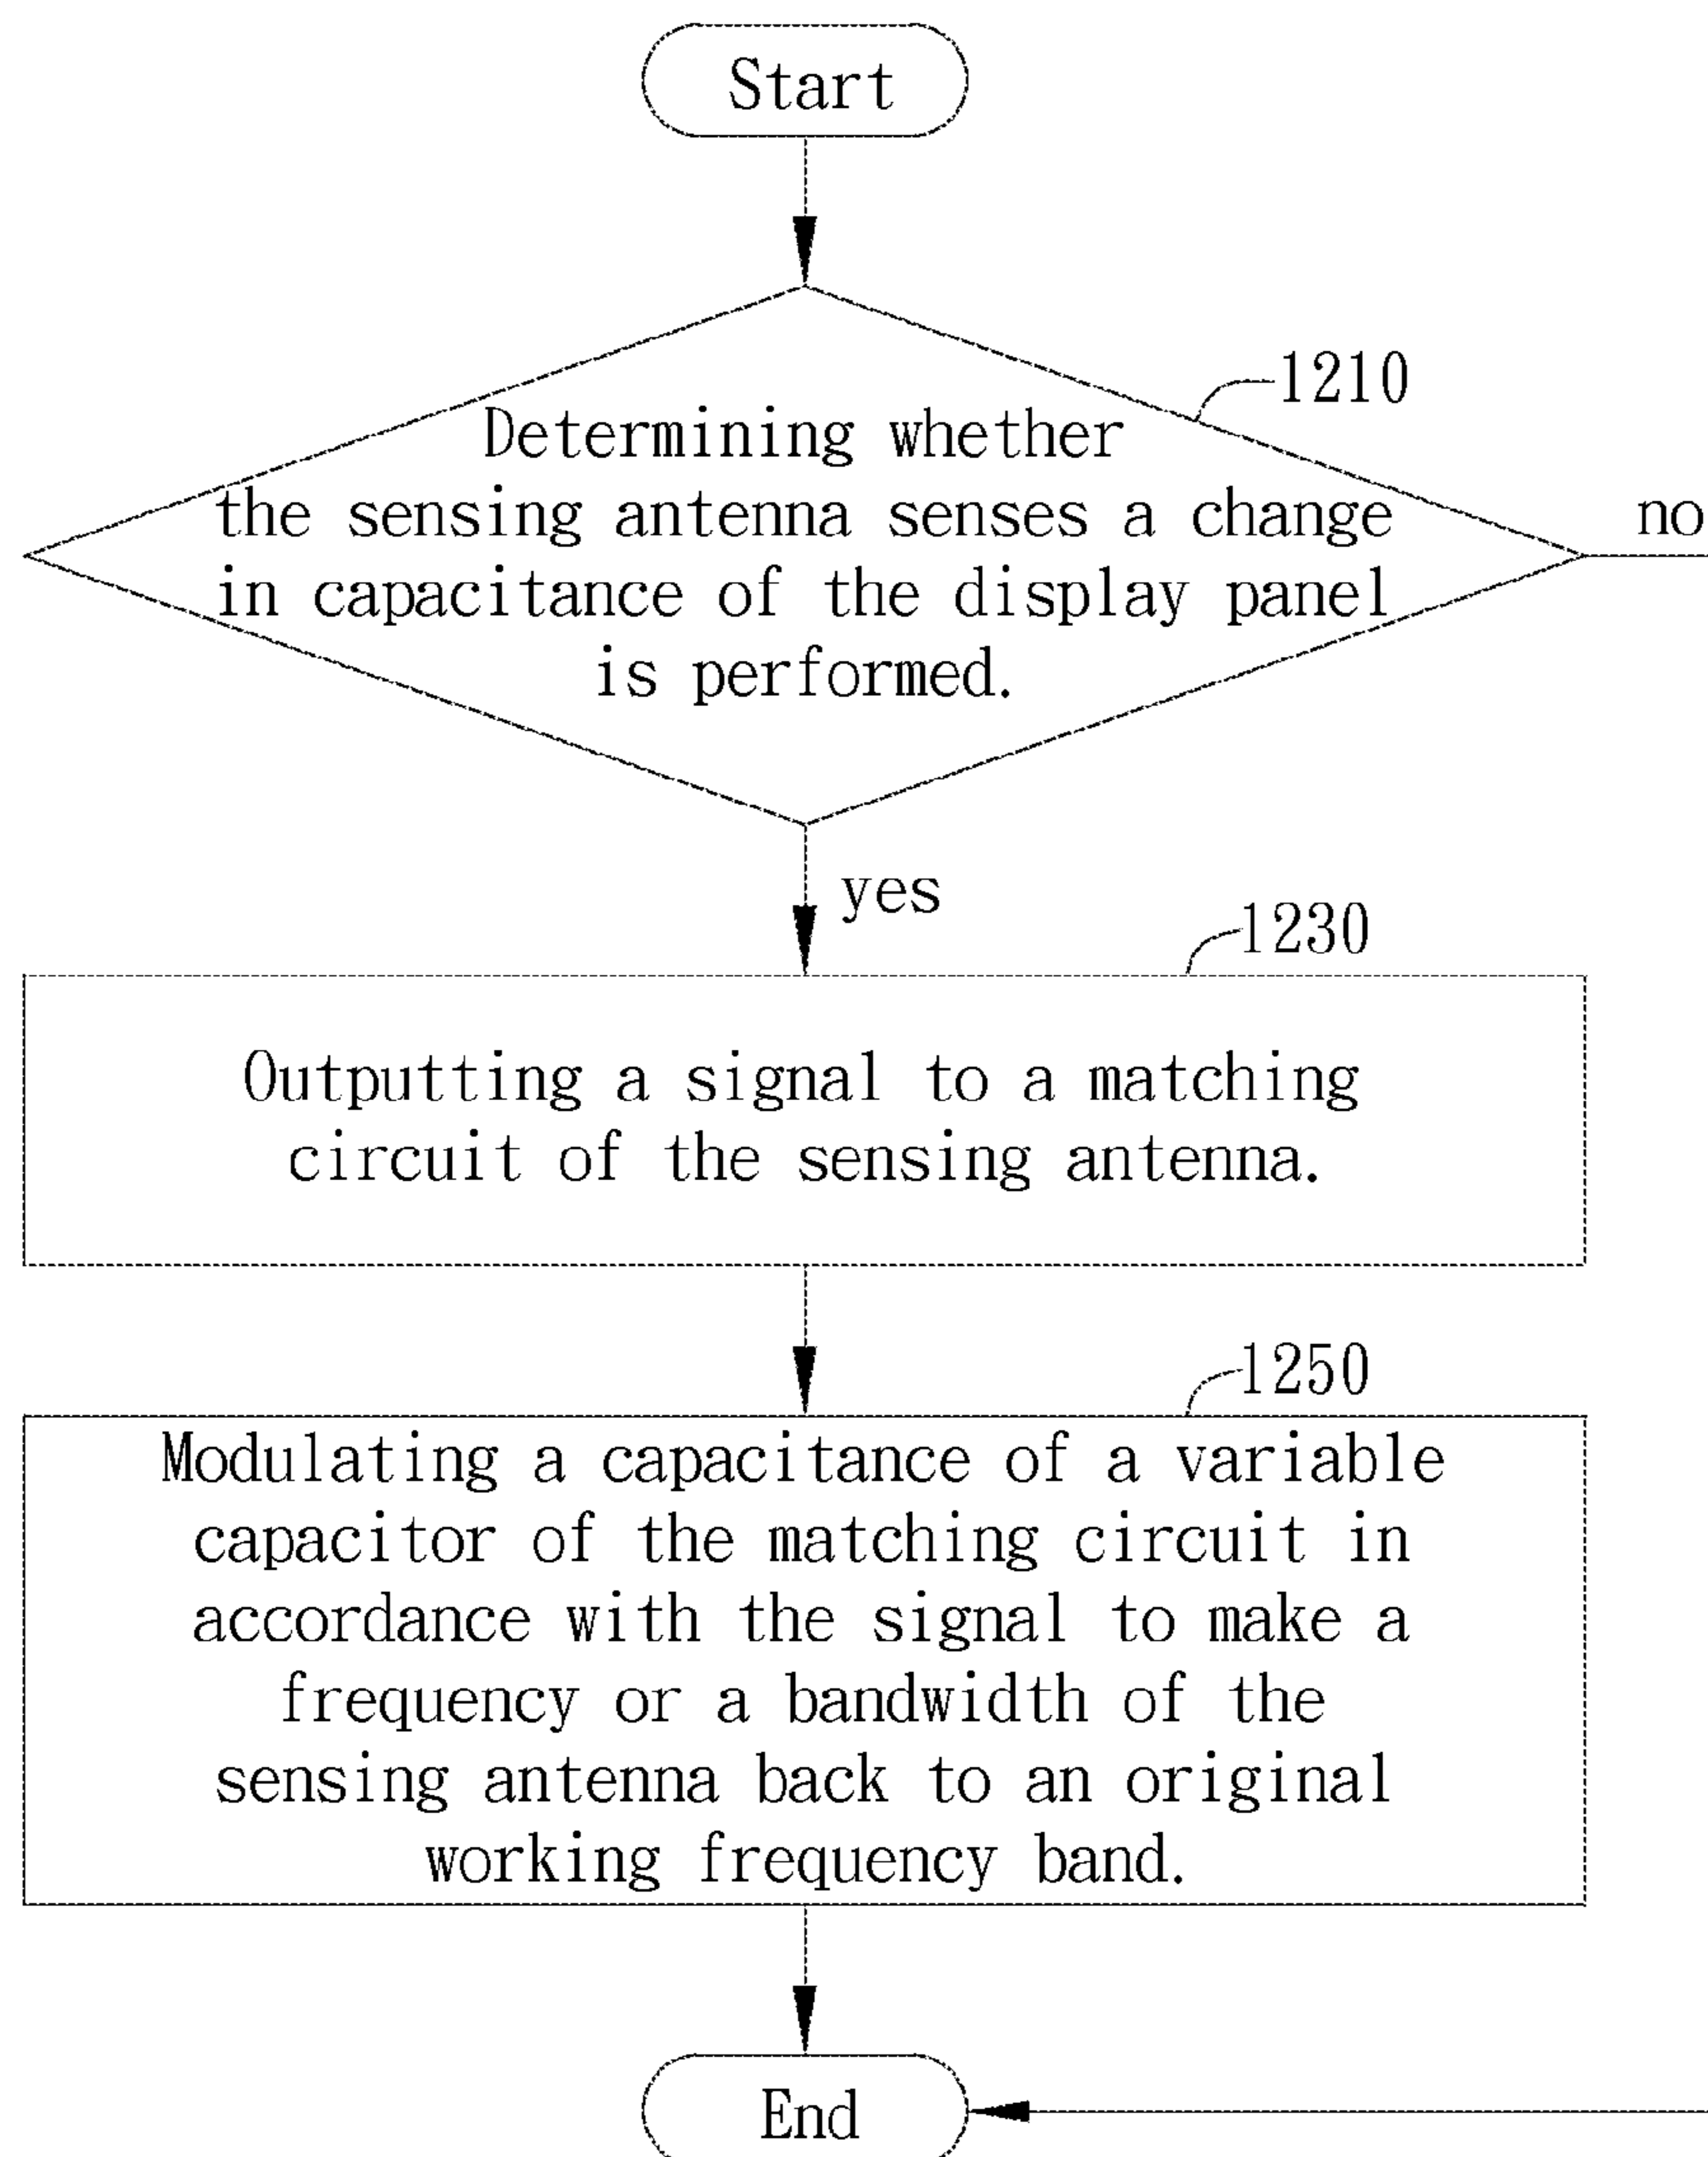 Start
1210
Determining whether
the sensing antenna senses a change
in capacitance of the display panel
is performed.
no
yes
1230
Outputting a signal to a matching
circuit of the sensing antenna.
1250
Modulating a capacitance of a variable
capacitor of the matching circuit in
accordance with the signal to make a
frequency or a bandwidth of the
sensing antenna back to an original
working frequency band.
End